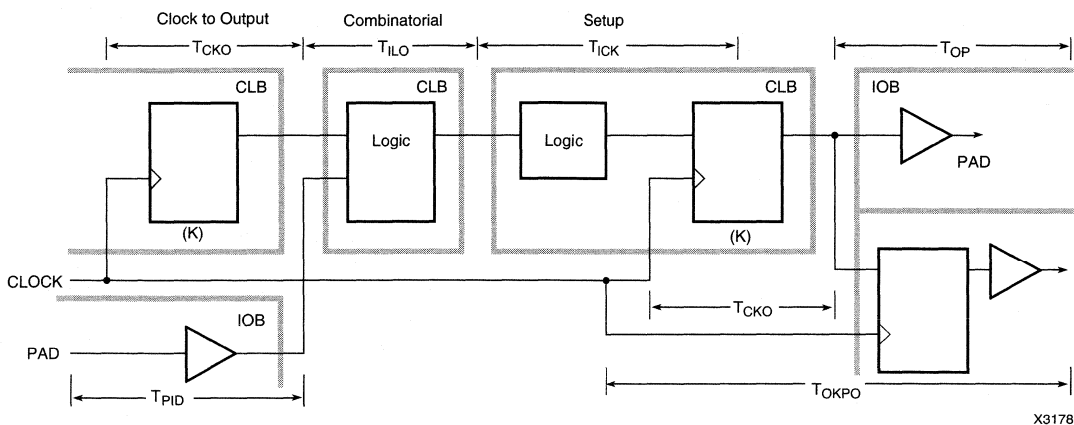 Clock to Output Combinatorial Setup
TCKO TILO TICK TOP
CLB CLB CLB IOB
Logic Logic
PAD
(K) (K)
CLOCK
TCKO
IOB
PAD
TPID TOKPO
X3178